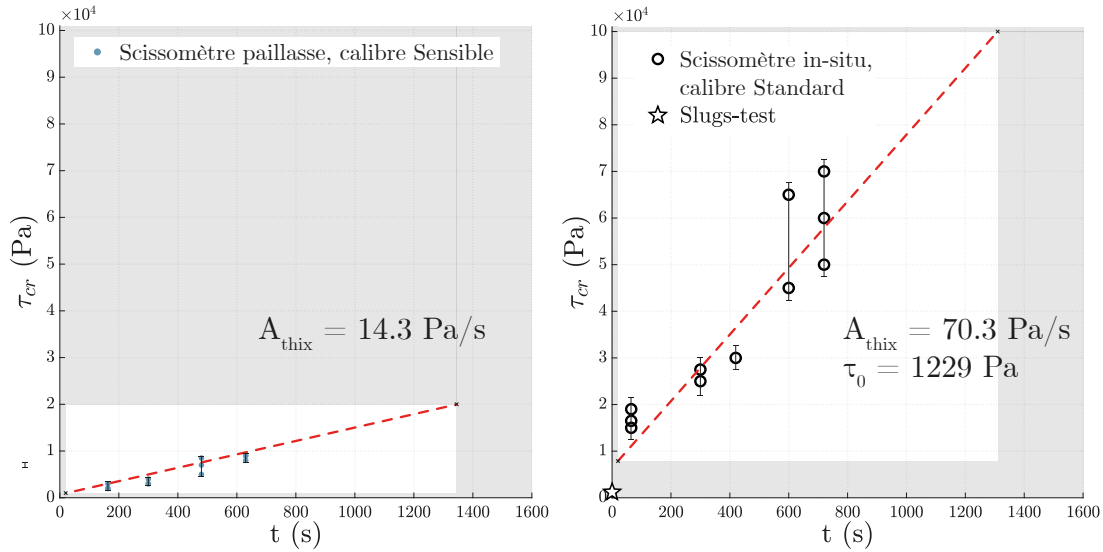 ×10⁴
10
9
8
7
6
5
4
3
2
1
0
τcr (Pa)
Scissomètre paillasse, calibre Sensible
Athix = 14.3 Pa/s
0 200 400 600 800 1000 1200 1400 1600
t (s)
×10⁴
10
9
8
7
6
5
4
3
2
1
0
τcr (Pa)
Scissomètre in-situ,
calibre Standard
Slugs-test
Athix = 70.3 Pa/s
τ0 = 1229 Pa
0 200 400 600 800 1000 1200 1400 1600
t (s)